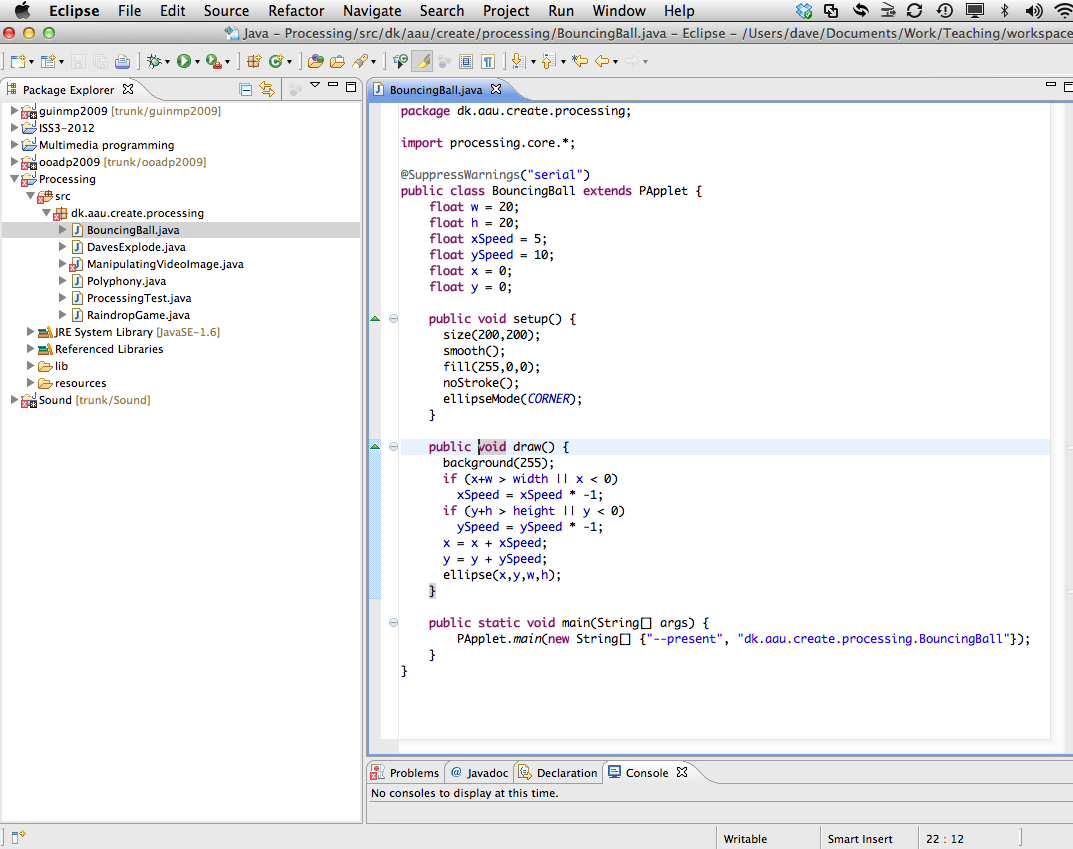 Eclipse File Edit Source Refactor Navigate Search Project Run Window Help
Java – Processing/src/dk/aau/create/processing/BouncingBall.java – Eclipse – /Users/dave/Documents/Work/Teaching/workspace
Package Explorer
guinmp2009 [trunk/guinmp2009]
ISS3-2012
Multimedia programming
ooadp2009 [trunk/ooadp2009]
Processing
src
dk.aau.create.processing
BouncingBall.java
DavesExplode.java
ManipulatingVideoImage.java
Polyphony.java
ProcessingTest.java
RaindropGame.java
JRE System Library [JavaSE-1.6]
Referenced Libraries
lib
resources
Sound [trunk/Sound]
BouncingBall.java
package dk.aau.create.processing;
import processing.core.*;
@SuppressWarnings("serial")
public class BouncingBall extends PApplet {
float w = 20;
float h = 20;
float xSpeed = 5;
float ySpeed = 10;
float x = 0;
float y = 0;
public void setup() {
size(200,200);
smooth();
fill(255,0,0);
noStroke();
ellipseMode(CORNER);
}
public void draw() {
background(255);
if (x+w > width || x < 0)
xSpeed = xSpeed * -1;
if (y+h > height || y < 0)
ySpeed = ySpeed * -1;
x = x + xSpeed;
y = y + ySpeed;
ellipse(x,y,w,h);
}
public static void main(String[] args) {
PApplet.main(new String[] {"--present", "dk.aau.create.processing.BouncingBall"});
}
}
Problems @ Javadoc Declaration Console
No consoles to display at this time.
Writable Smart Insert 22 : 12